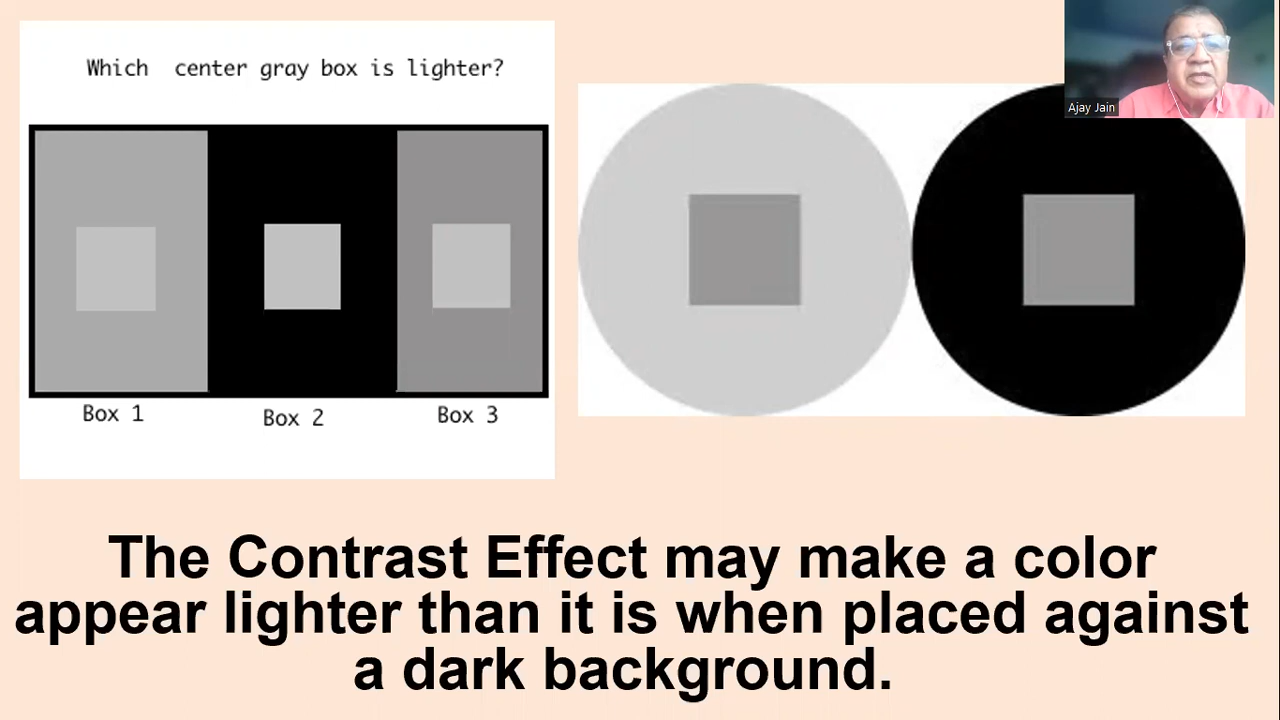 Which center gray box is lighter?
Ajay Jain
Box 1
Box 2
Box 3
The Contrast Effect may make a color
appear lighter than it is when placed against
a dark background.